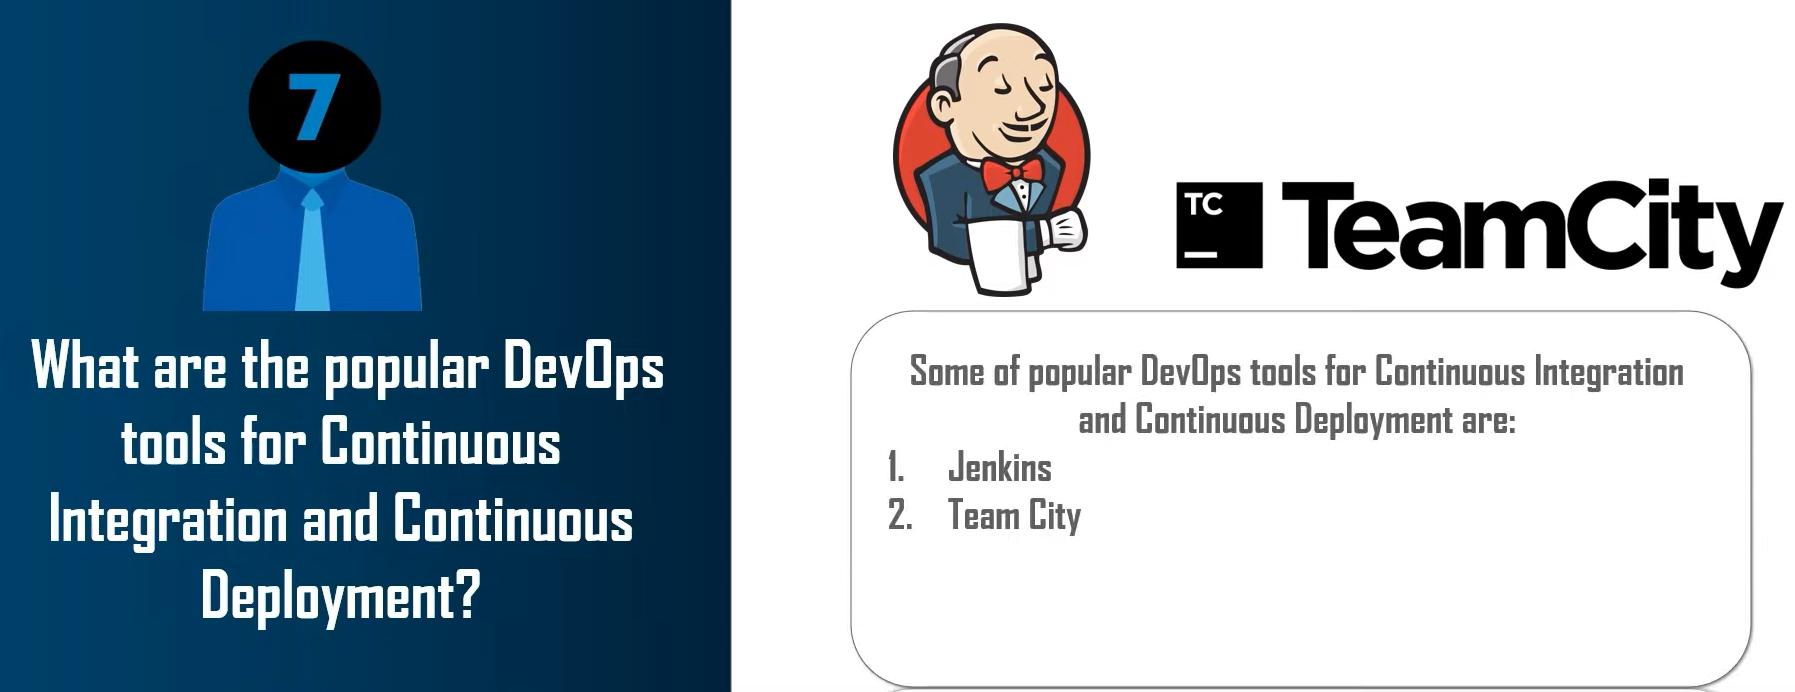 7
What are the popular DevOps
tools for Continuous
Integration and Continuous
Deployment?
TC
TeamCity
Some of popular DevOps tools for Continuous Integration
and Continuous Deployment are:
1. Jenkins
2. Team City